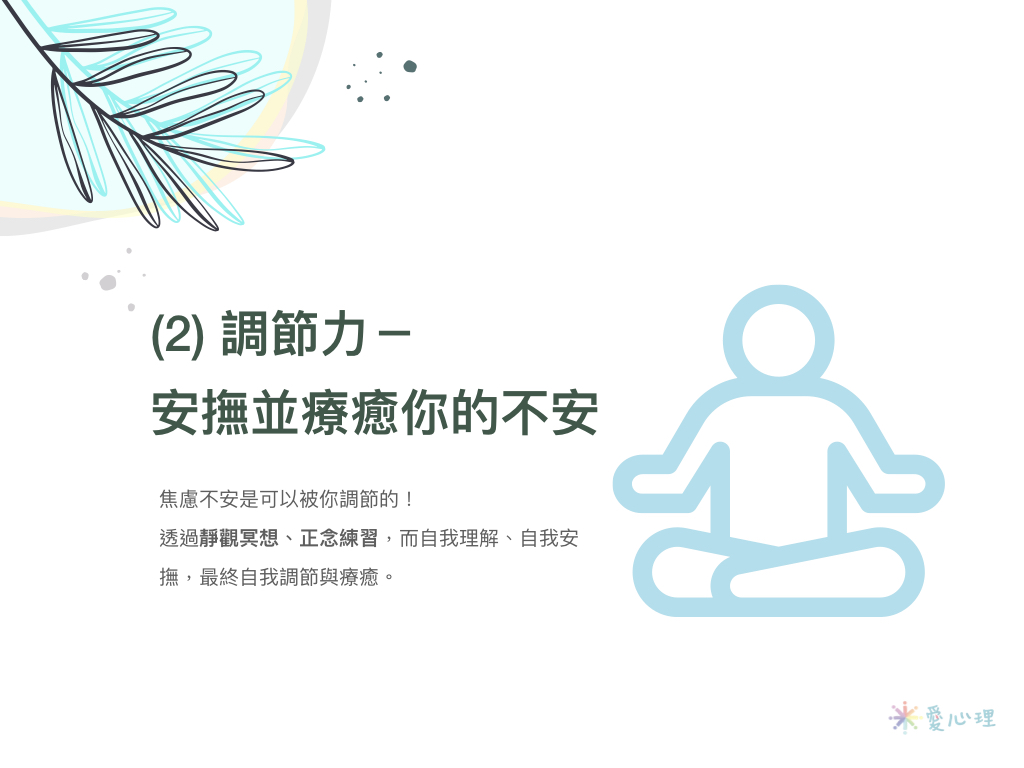 (2) 調節力 –
安撫並療癒你的不安
焦慮不安是可以被你調節的！
透過靜觀冥想、正念練習，而自我理解、自我安
撫，最終自我調節與療癒。
愛心理